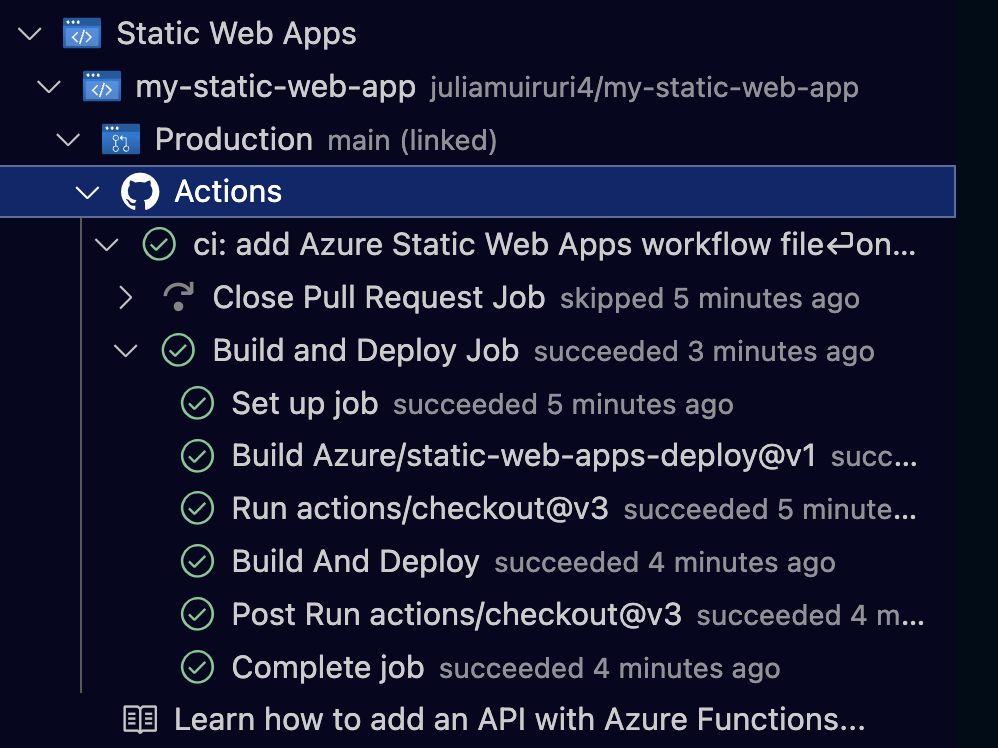 Static Web Apps
my-static-web-app juliamuiruri4/my-static-web-app
Production main (linked)
Actions
ci: add Azure Static Web Apps workflow file⏎on...
Close Pull Request Job skipped 5 minutes ago
Build and Deploy Job succeeded 3 minutes ago
Set up job succeeded 5 minutes ago
Build Azure/static-web-apps-deploy@v1 succ...
Run actions/checkout@v3 succeeded 5 minute...
Build And Deploy succeeded 4 minutes ago
Post Run actions/checkout@v3 succeeded 4 m...
Complete job succeeded 4 minutes ago
Learn how to add an API with Azure Functions...